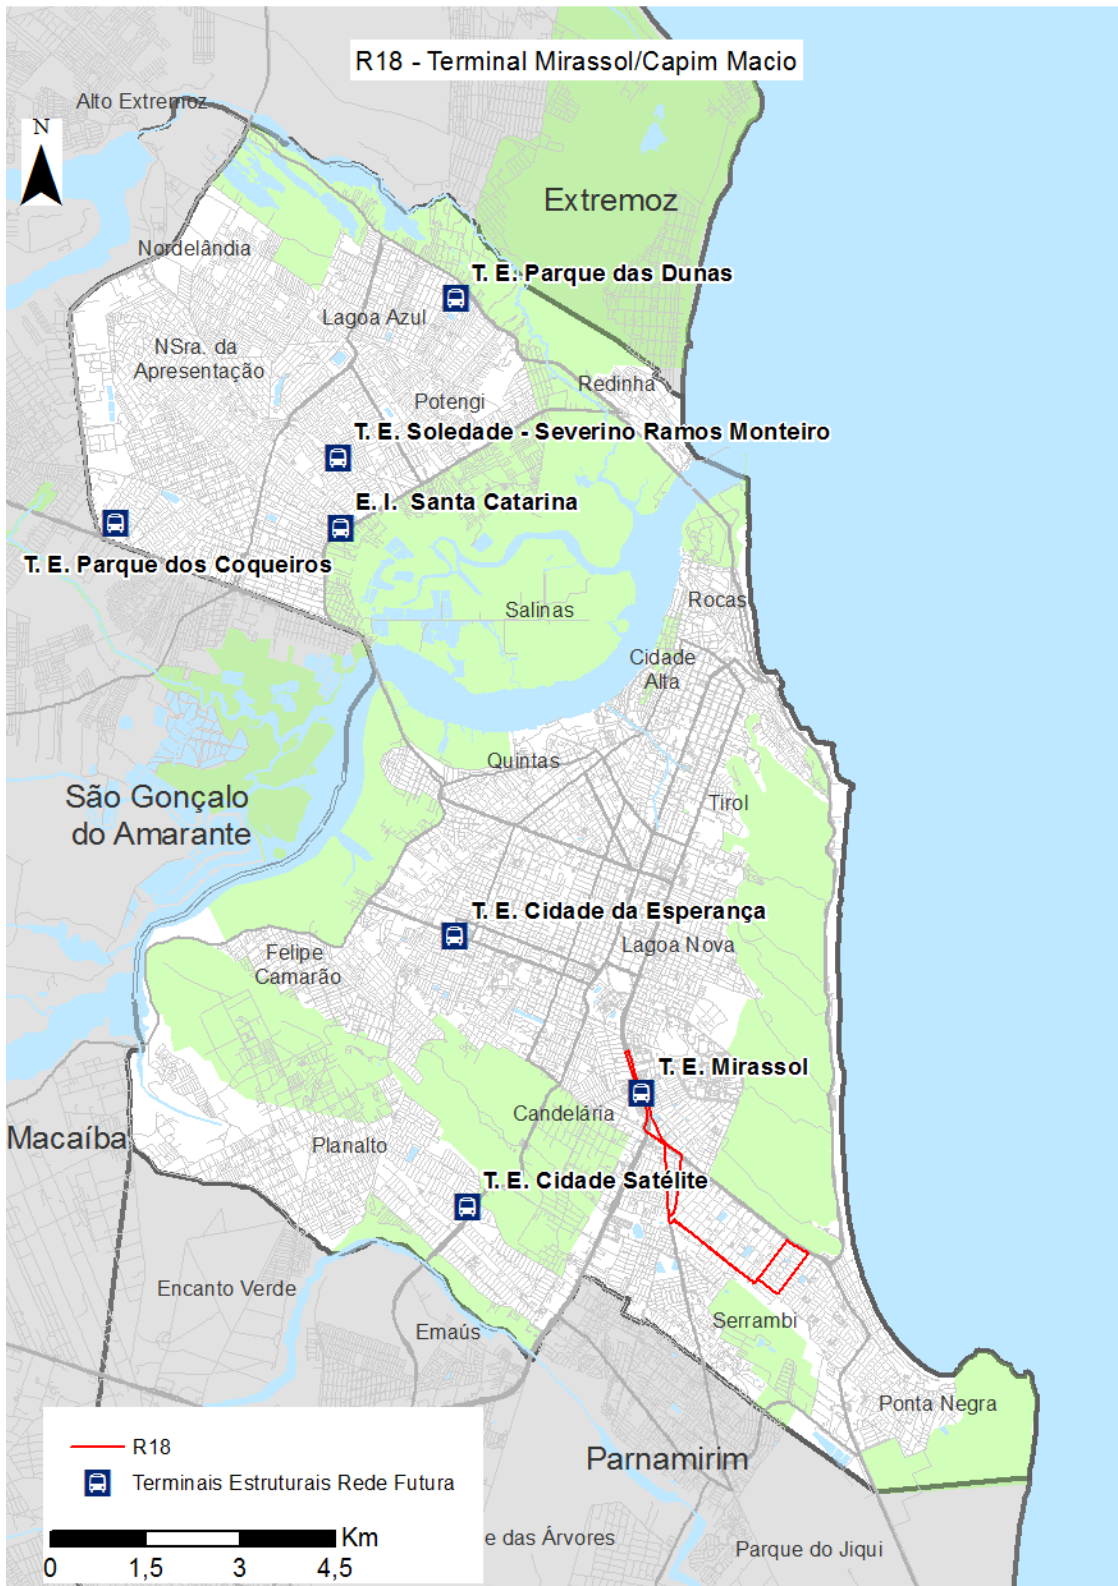 R18 - Terminal Mirassol/Capim Macio
Alto Extremoz
N
Extremoz
Nordelândia
T. E. Parque das Dunas
Lagoa Azul
NSra. da
Apresentação
Redinha
Potengi
T. E. Soledade - Severino Ramos Monteiro
E. I. Santa Catarina
T. E. Parque dos Coqueiros
Salinas
Rocas
Cidade
Alta
Quintas
São Gonçalo
do Amarante
Tirol
T. E. Cidade da Esperança
Lagoa Nova
Felipe
Camarão
T. E. Mirassol
Candelária
Macaíba
Planalto
T. E. Cidade Satélite
Encanto Verde
Serrambi
Emaús
Ponta Negra
Parnamirim
R18
Terminais Estruturais Rede Futura
Km
0 1,5 3 4,5
e das Árvores
Parque do Jiqui